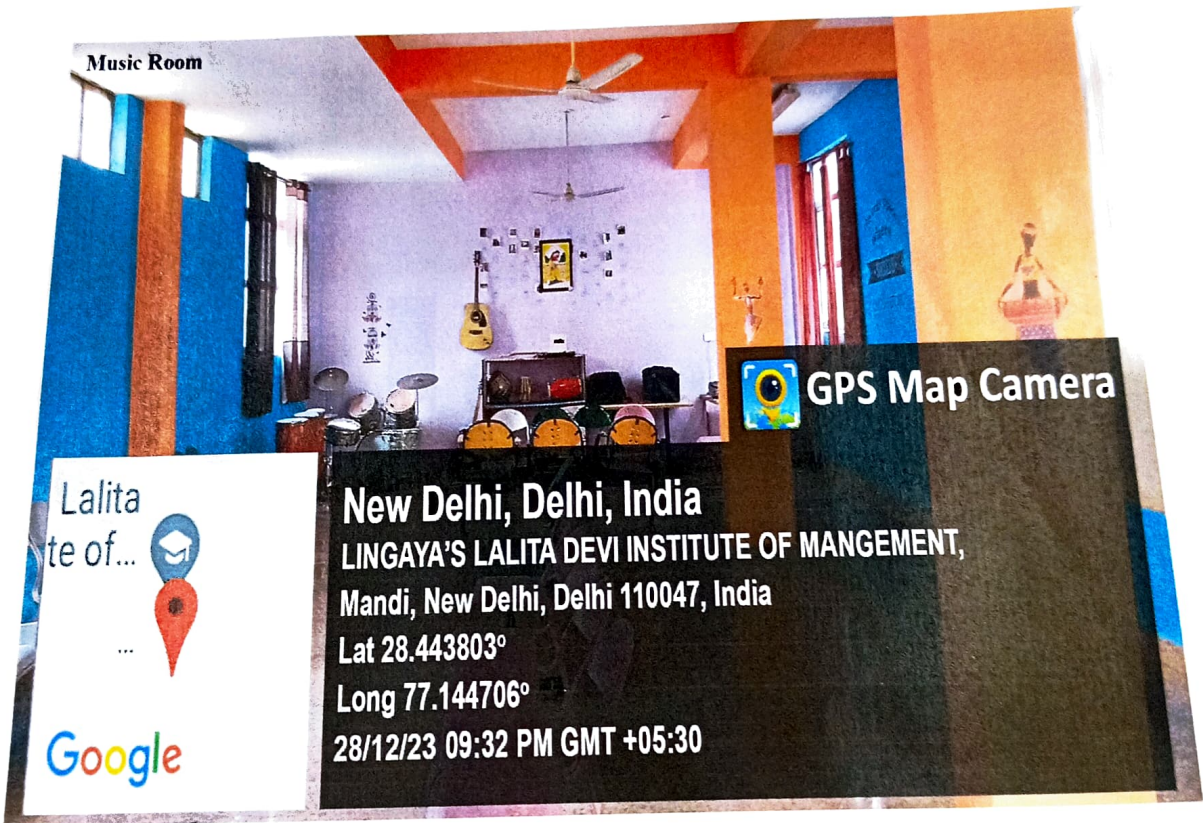 Music Room
GPS Map Camera
Lalita
te of...
...
Google
New Delhi, Delhi, India
LINGAYA'S LALITA DEVI INSTITUTE OF MANGEMENT,
Mandi, New Delhi, Delhi 110047, India
Lat 28.443803°
Long 77.144706°
28/12/23 09:32 PM GMT +05:30